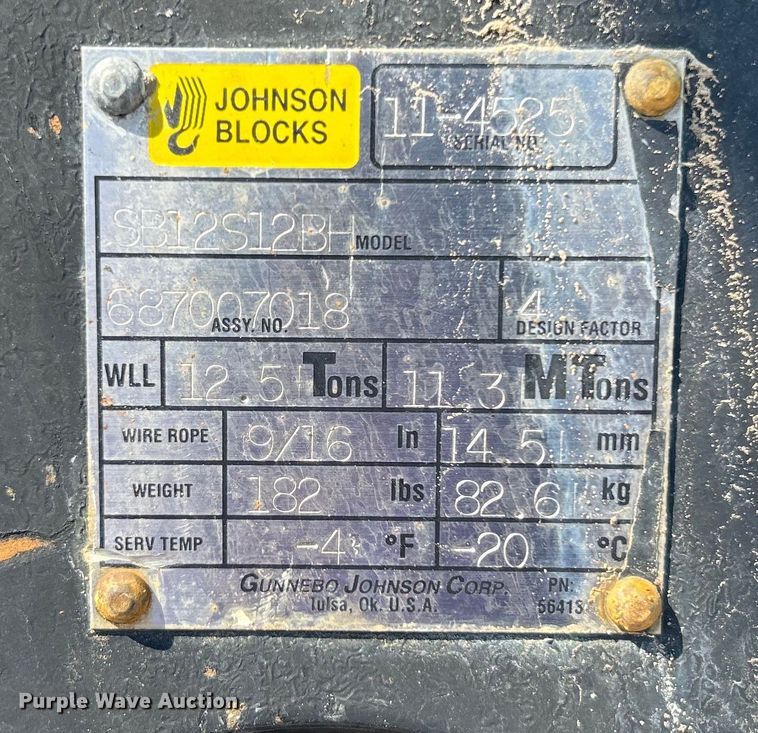 JOHNSON
BLOCKS
11-4525
SERIAL NO.
SB12S12BH MODEL
687007018 ASSY. NO. 4 DESIGN FACTOR
WLL 12.5 Tons 11.3 MTons
WIRE ROPE 9/16 In 14.5 mm
WEIGHT 182 lbs 82.6 kg
SERV TEMP -4 °F -20 °C
GUNNEBO JOHNSON CORP. PN:
Tulsa, Ok. U.S.A. 56413
Purple Wave Auction